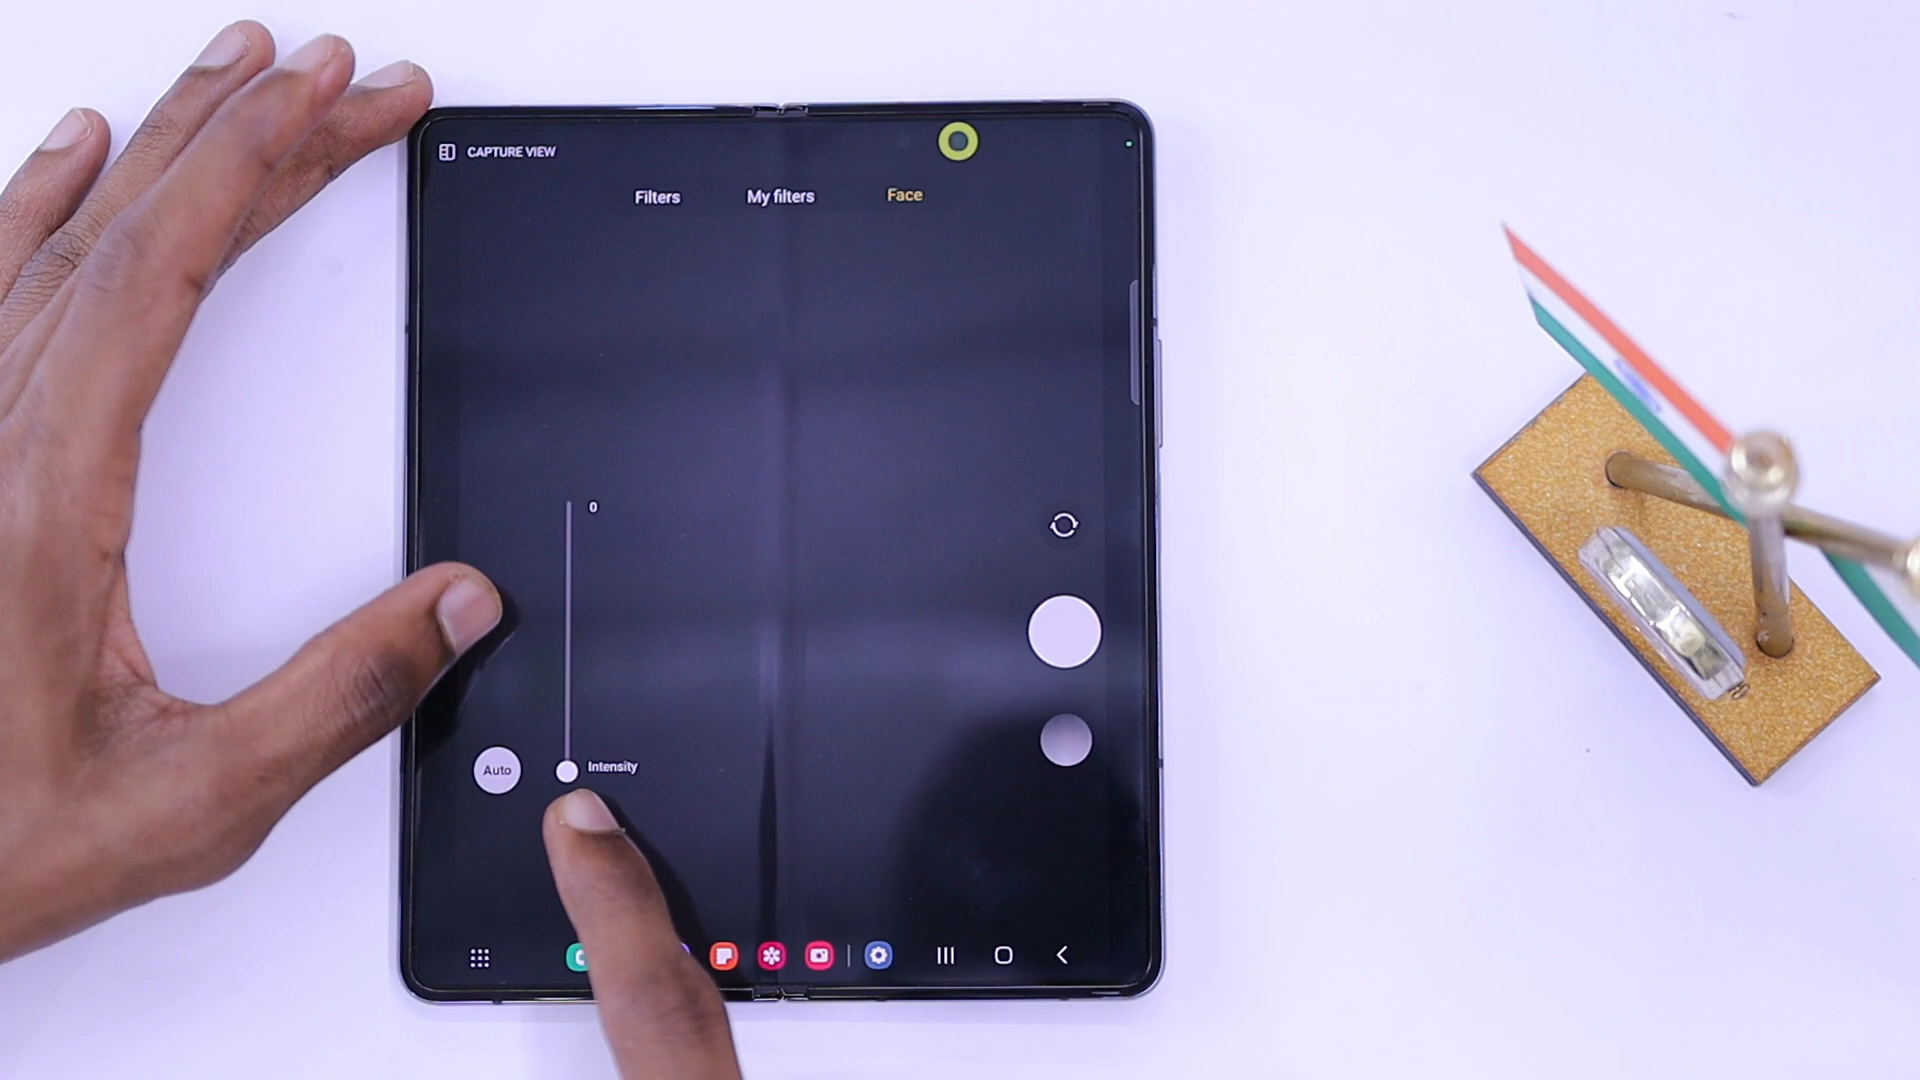 CAPTURE VIEW
Filters
My filters
Face
0
Auto
Intensity